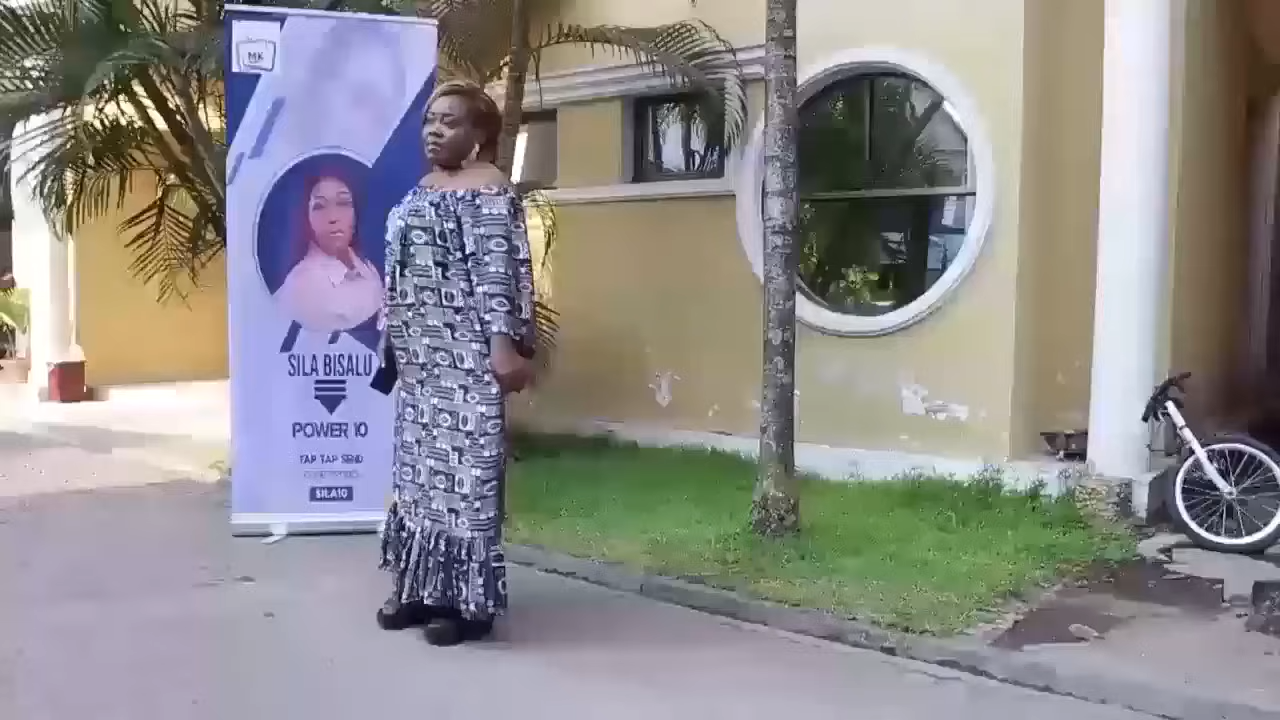 MK
SILA BISALU
POWER 10
TAP TAP SEND
SILA10